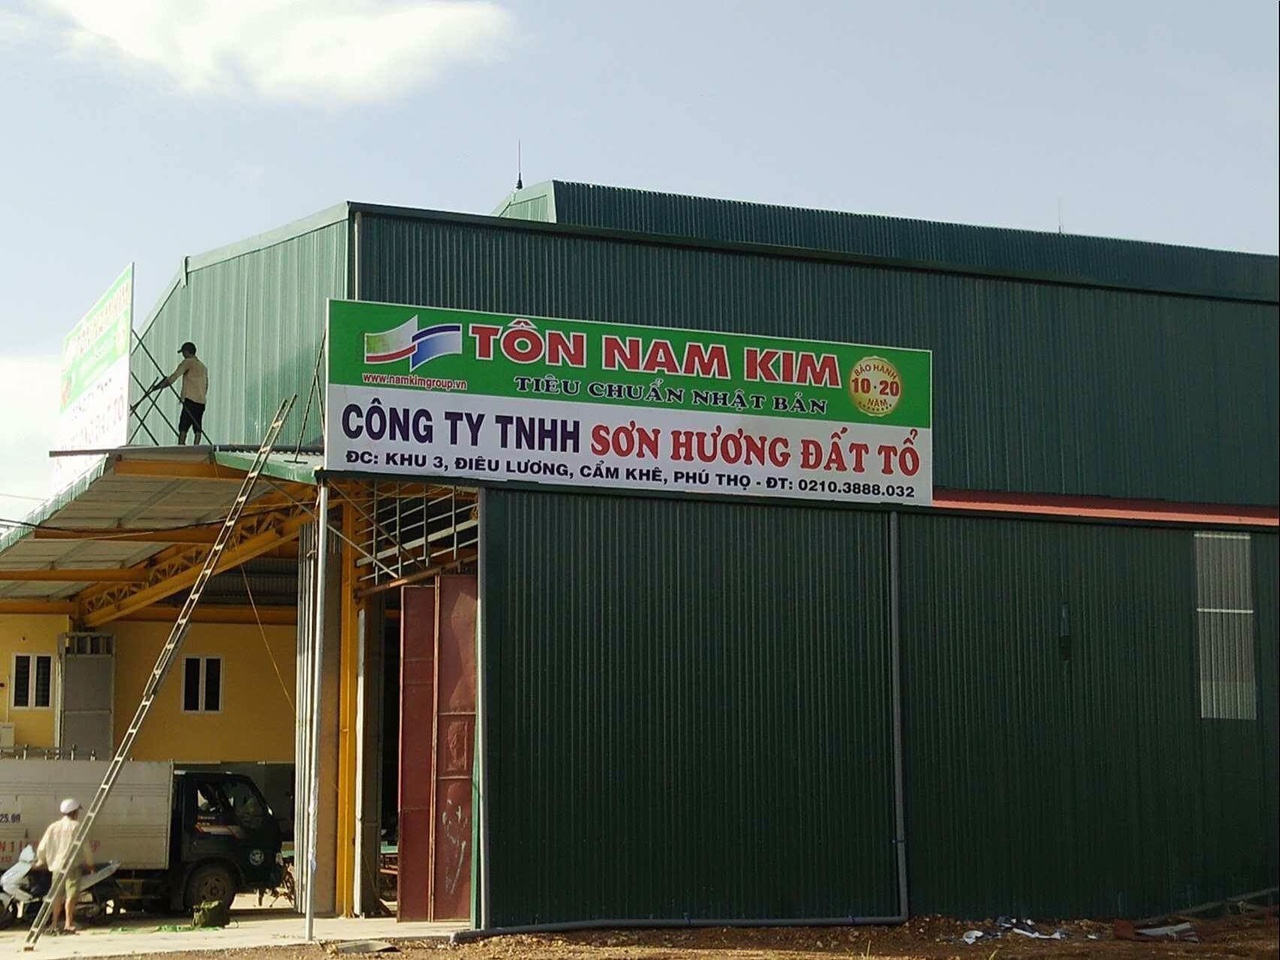 TÔN NAM KIM
www.namkimgroup.vn
TIÊU CHUẨN NHẬT BẢN
BẢO HÀNH
10-20
NĂM
CÔNG TY TNHH SƠN HƯƠNG ĐẤT TỔ
ĐC: KHU 3, ĐIÊU LƯƠNG, CẨM KHÊ, PHÚ THỌ - ĐT: 0210.3888.032